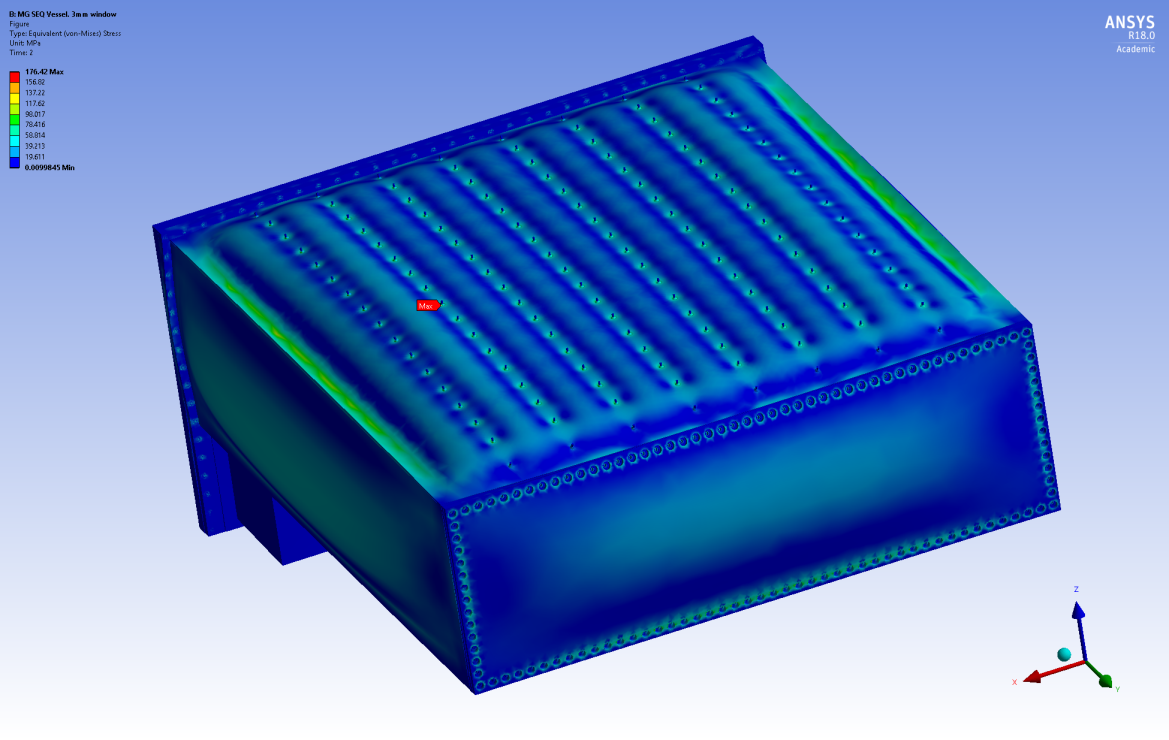 B: MG SEQ Vessel. 3mm window
Figure
Type: Equivalent (von-Mises) Stress
Unit: MPa
Time: 2
176.42 Max
156.82
137.22
117.62
98.017
78.416
58.814
39.213
19.611
0.0099845 Min
ANSYS
R18.0
Academic
Max
Z
X
Y